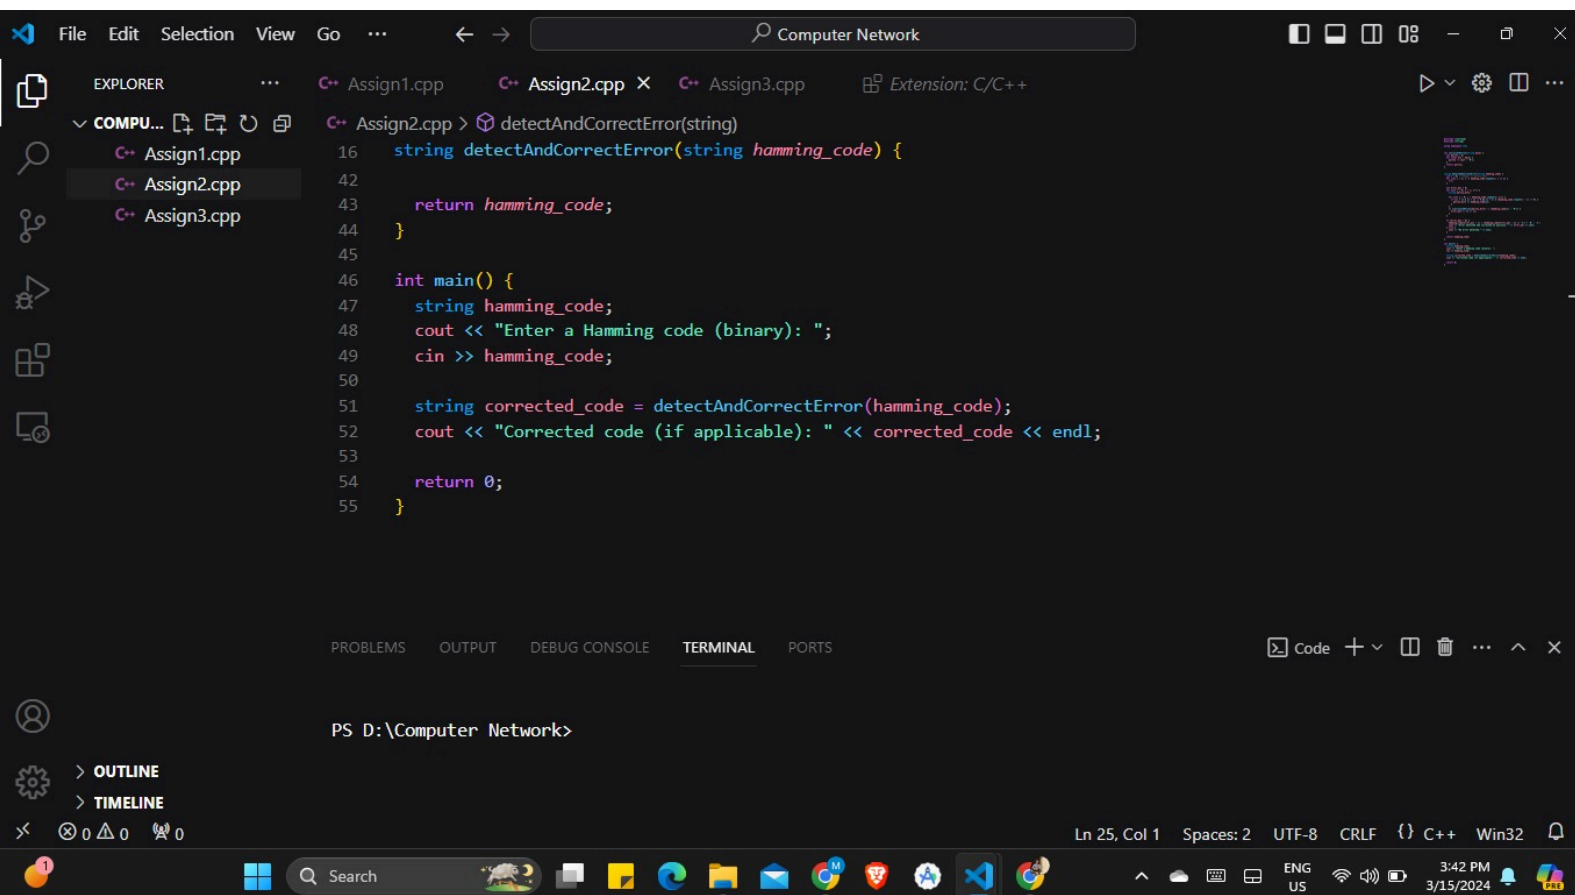 File Edit Selection View Go ··· Computer Network
EXPLORER ··· C++ Assign1.cpp C++ Assign2.cpp C++ Assign3.cpp Extension: C/C++
COMPU... C++ Assign2.cpp > detectAndCorrectError(string)
C++ Assign1.cpp
C++ Assign2.cpp
C++ Assign3.cpp
16 string detectAndCorrectError(string hamming_code) {
42
43 return hamming_code;
44 }
45
46 int main() {
47 string hamming_code;
48 cout << "Enter a Hamming code (binary): ";
49 cin >> hamming_code;
50
51 string corrected_code = detectAndCorrectError(hamming_code);
52 cout << "Corrected code (if applicable): " << corrected_code << endl;
53
54 return 0;
55 }
PROBLEMS OUTPUT DEBUG CONSOLE TERMINAL PORTS Code
PS D:\Computer Network>
OUTLINE
TIMELINE
0 0 0 Ln 25, Col 1 Spaces: 2 UTF-8 CRLF {} C++ Win32
1 Search M ENG US 3:42 PM 3/15/2024 PRE